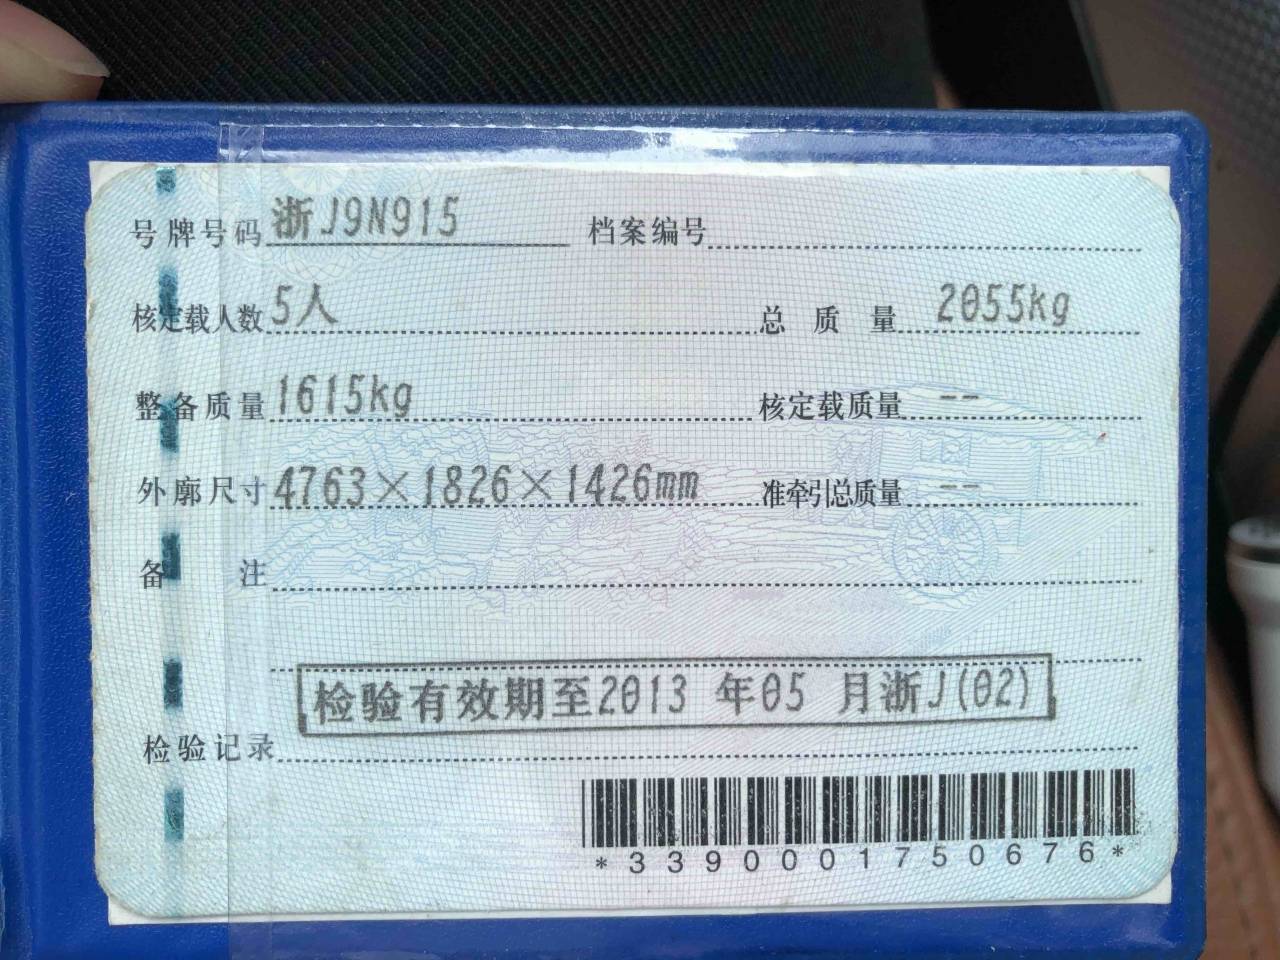 号牌号码 浙J9N915 档案编号
核定载人数 5人 总质量 2055kg
整备质量 1615kg 核定载质量 --
外廓尺寸 4763×1826×1426mm 准牵引总质量 --
备注
检验有效期至2013 年05 月浙J(02)
检验记录
*3390001750676*